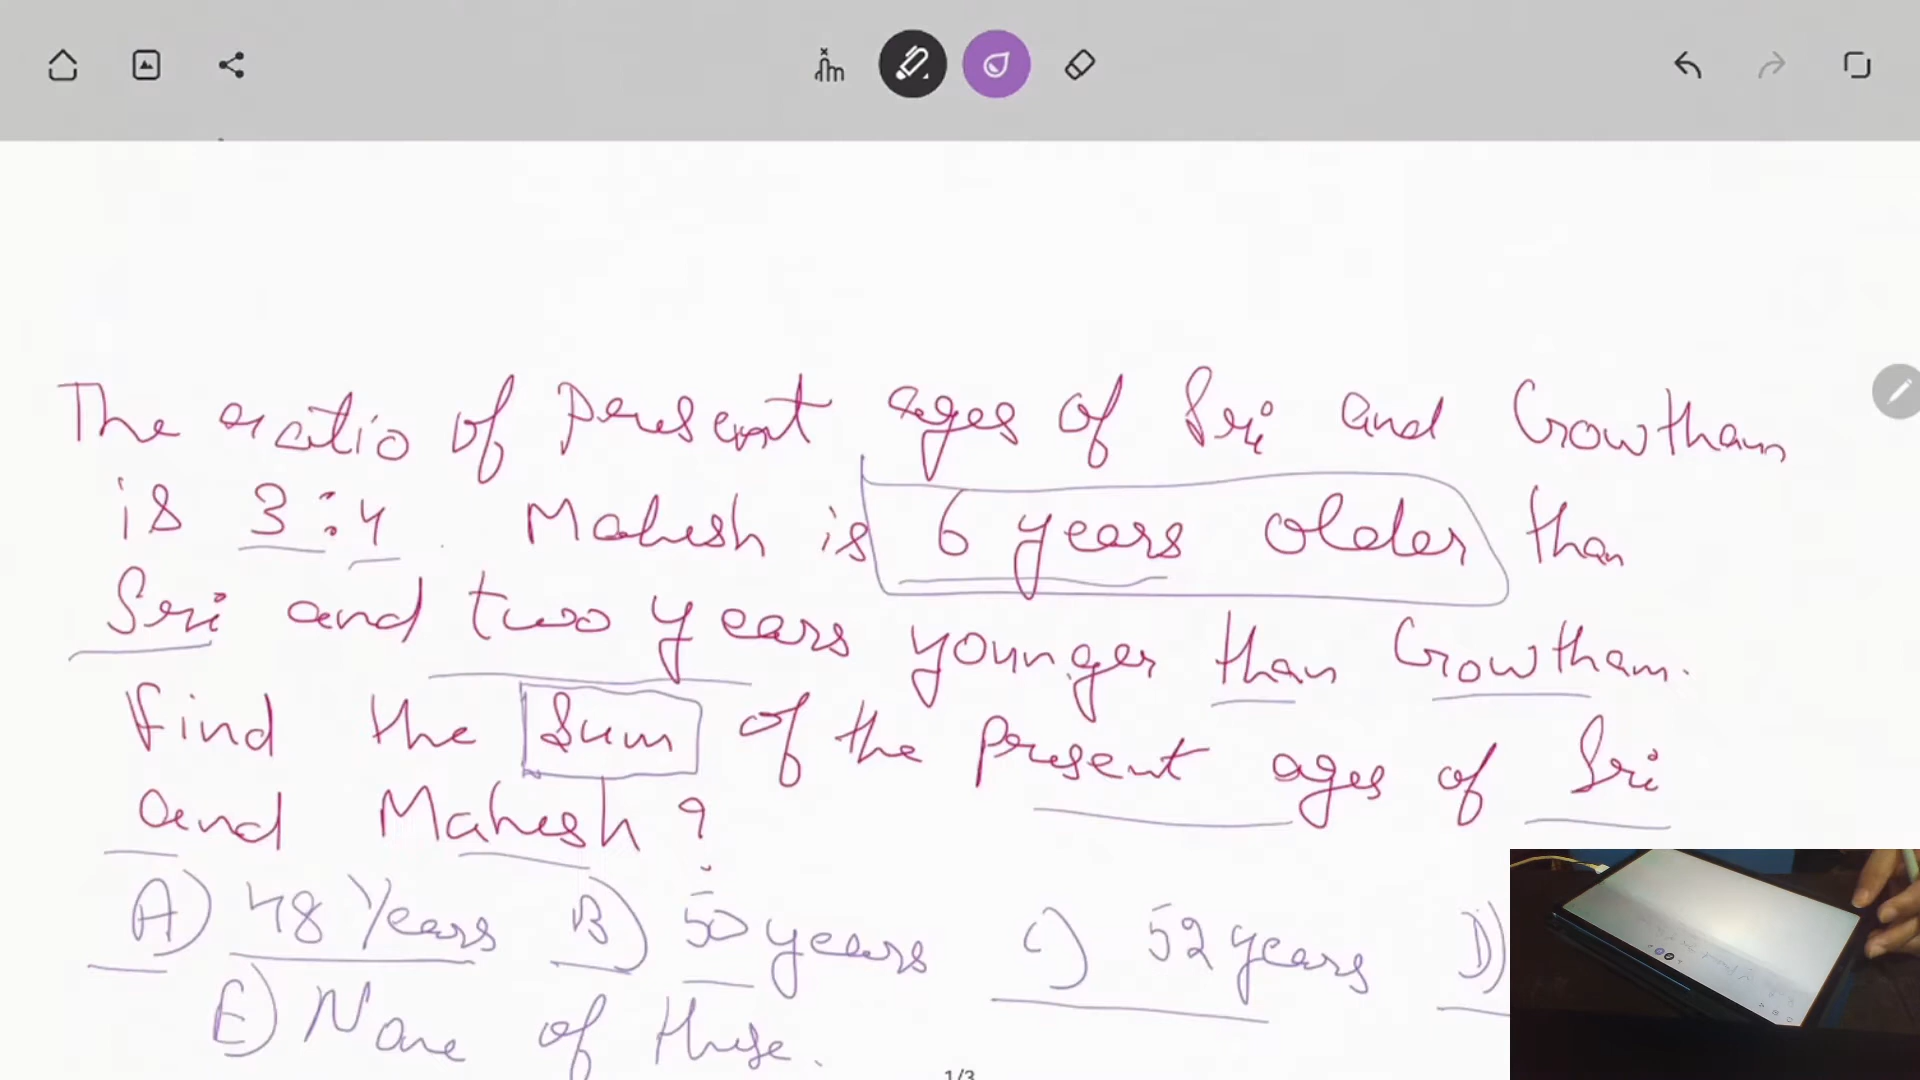 The ratio of present ages of Sri and Gowtham
is 3:4. Mahesh is 6 years older than
Sri and two years younger than Gowtham.
Find the Sum of the present ages of Sri
and Mahesh?
A) 48 Years B) 50 years C) 52 years D)
E) None of these.
1/3